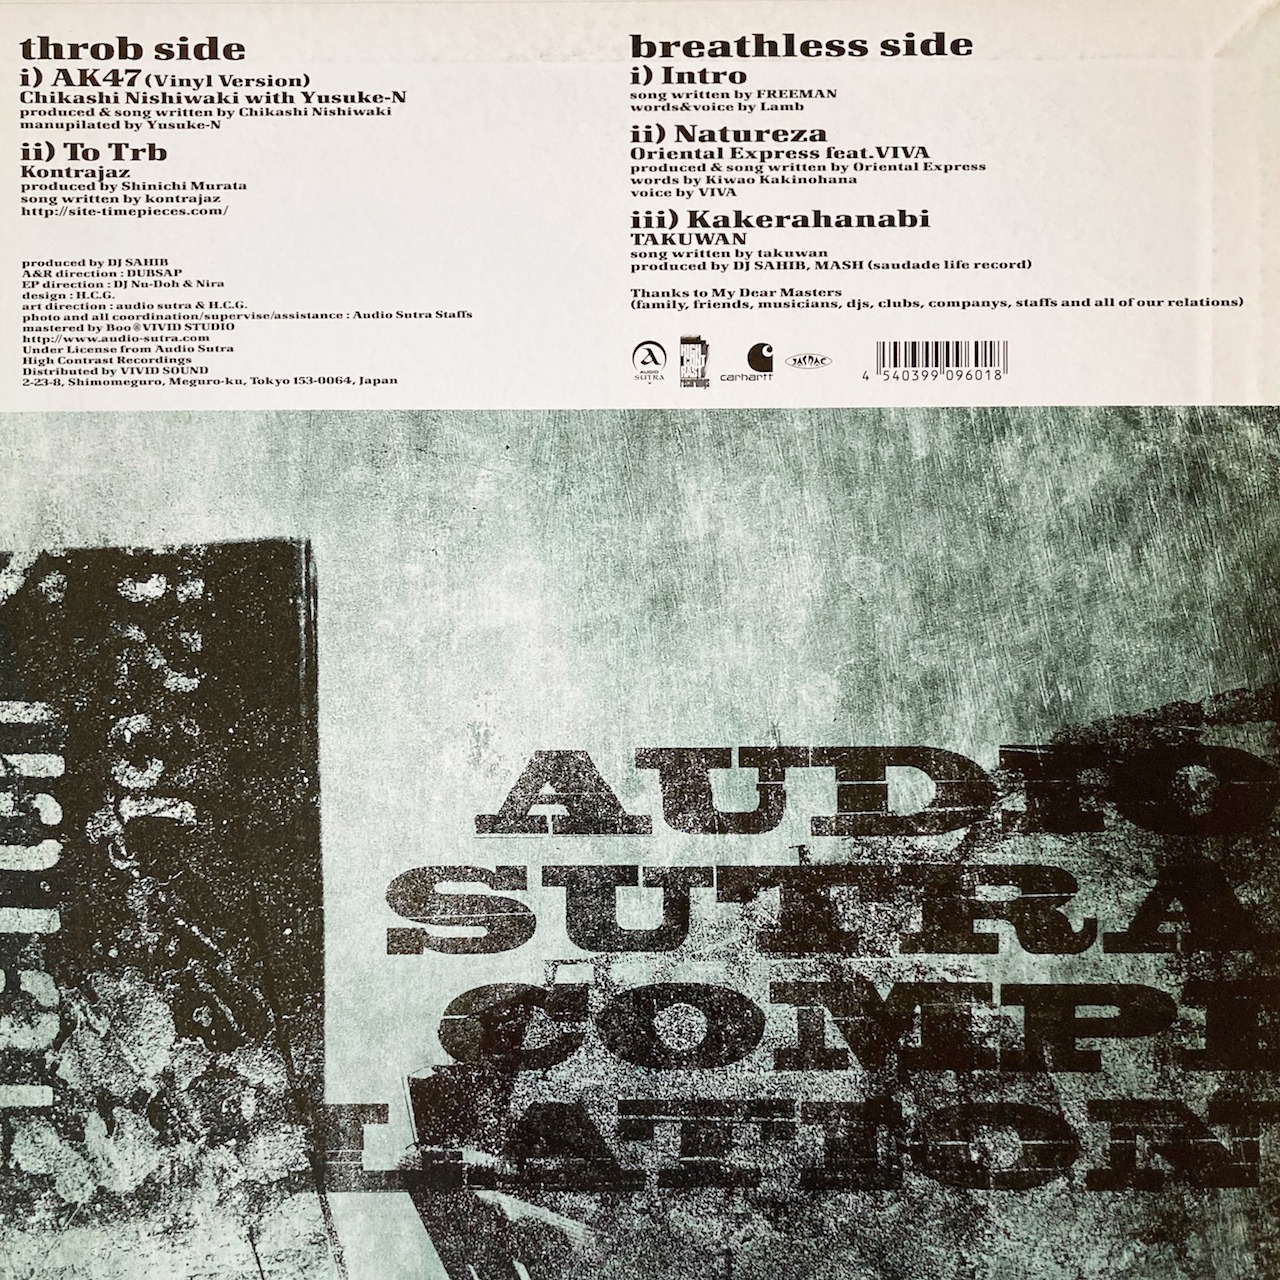 throb side
i) AK47 (Vinyl Version)
Chikashi Nishiwaki with Yusuke-N
produced & song written by Chikashi Nishiwaki
manupilated by Yusuke-N
ii) To Trb
Kontrajaz
produced by Shinichi Murata
song written by kontrajaz
http://site-timepieces.com/
produced by DJ SAHIB
A&R direction : DUBSAP
EP direction : DJ Nu-Doh & Nira
design : H.C.G.
art direction : audio sutra & H.C.G.
photo and all coordination/supervise/assistance : Audio Sutra Staffs
mastered by Boo@VIVID STUDIO
http://www.audio-sutra.com
Under License from Audio Sutra
High Contrast Recordings
Distributed by VIVID SOUND
2-23-8, Shimomeguro, Meguro-ku, Tokyo 153-0064, Japan
breathless side
i) Intro
song written by FREEMAN
words&voice by Lamb
ii) Natureza
Oriental Express feat.VIVA
produced & song written by Oriental Express
words by Kiwao Kakinohana
voice by VIVA
iii) Kakerahanabi
TAKUWAN
song written by takuwan
produced by DJ SAHIB, MASH (saudade life record)
Thanks to My Dear Masters
(family, friends, musicians, djs, clubs, companys, staffs and all of our relations)
AUDIO
SUTRA
HIGH
CONT
RAST
recordings
carhartt
JASRAC
4 540399 096018
AUDIO
SUTRA
COMPI
LATION